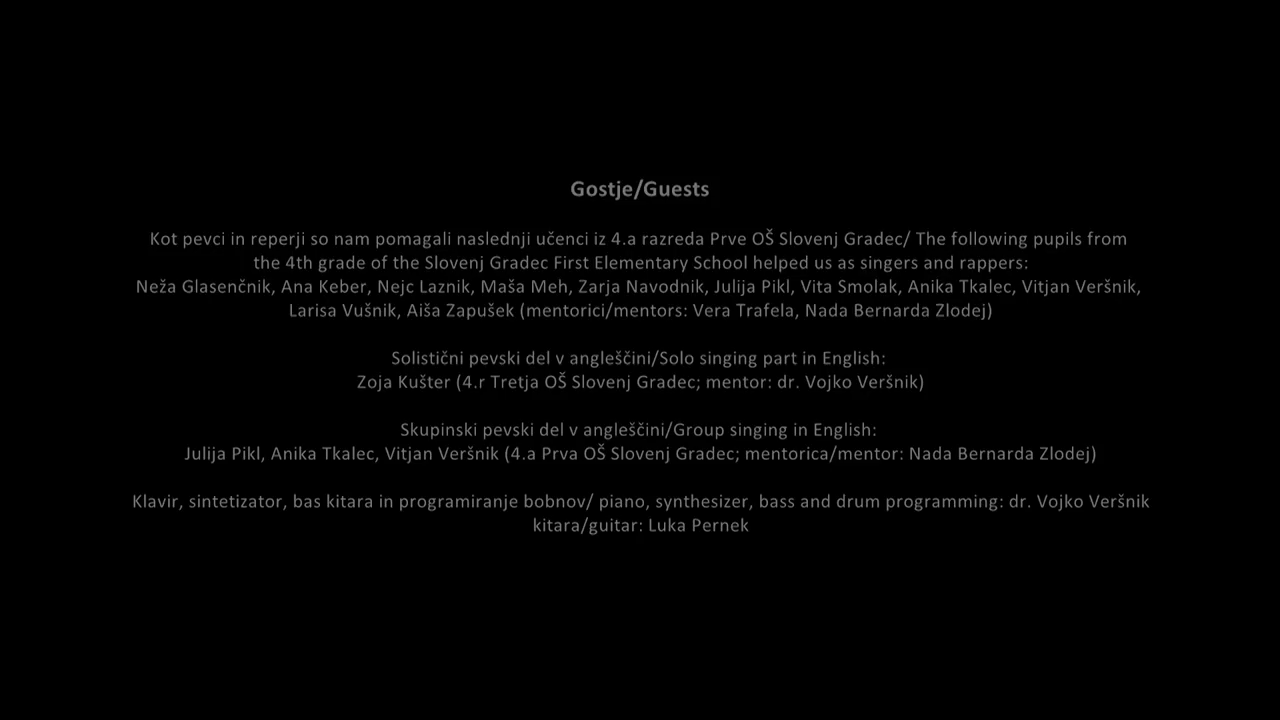 Gostje/Guests
Kot pevci in reperji so nam pomagali naslednji učenci iz 4.a razreda Prve OŠ Slovenj Gradec/ The following pupils from
the 4th grade of the Slovenj Gradec First Elementary School helped us as singers and rappers:
Neža Glasenčnik, Ana Keber, Nejc Laznik, Maša Meh, Zarja Navodnik, Julija Pikl, Vita Smolak, Anika Tkalec, Vitjan Veršnik,
Larisa Vušnik, Aiša Zapušek (mentorici/mentors: Vera Trafela, Nada Bernarda Zlodej)
Solistični pevski del v angleščini/Solo singing part in English:
Zoja Kušter (4.r Tretja OŠ Slovenj Gradec; mentor: dr. Vojko Veršnik)
Skupinski pevski del v angleščini/Group singing in English:
Julija Pikl, Anika Tkalec, Vitjan Veršnik (4.a Prva OŠ Slovenj Gradec; mentorica/mentor: Nada Bernarda Zlodej)
Klavir, sintetizator, bas kitara in programiranje bobnov/ piano, synthesizer, bass and drum programming: dr. Vojko Veršnik
kitara/guitar: Luka Pernek